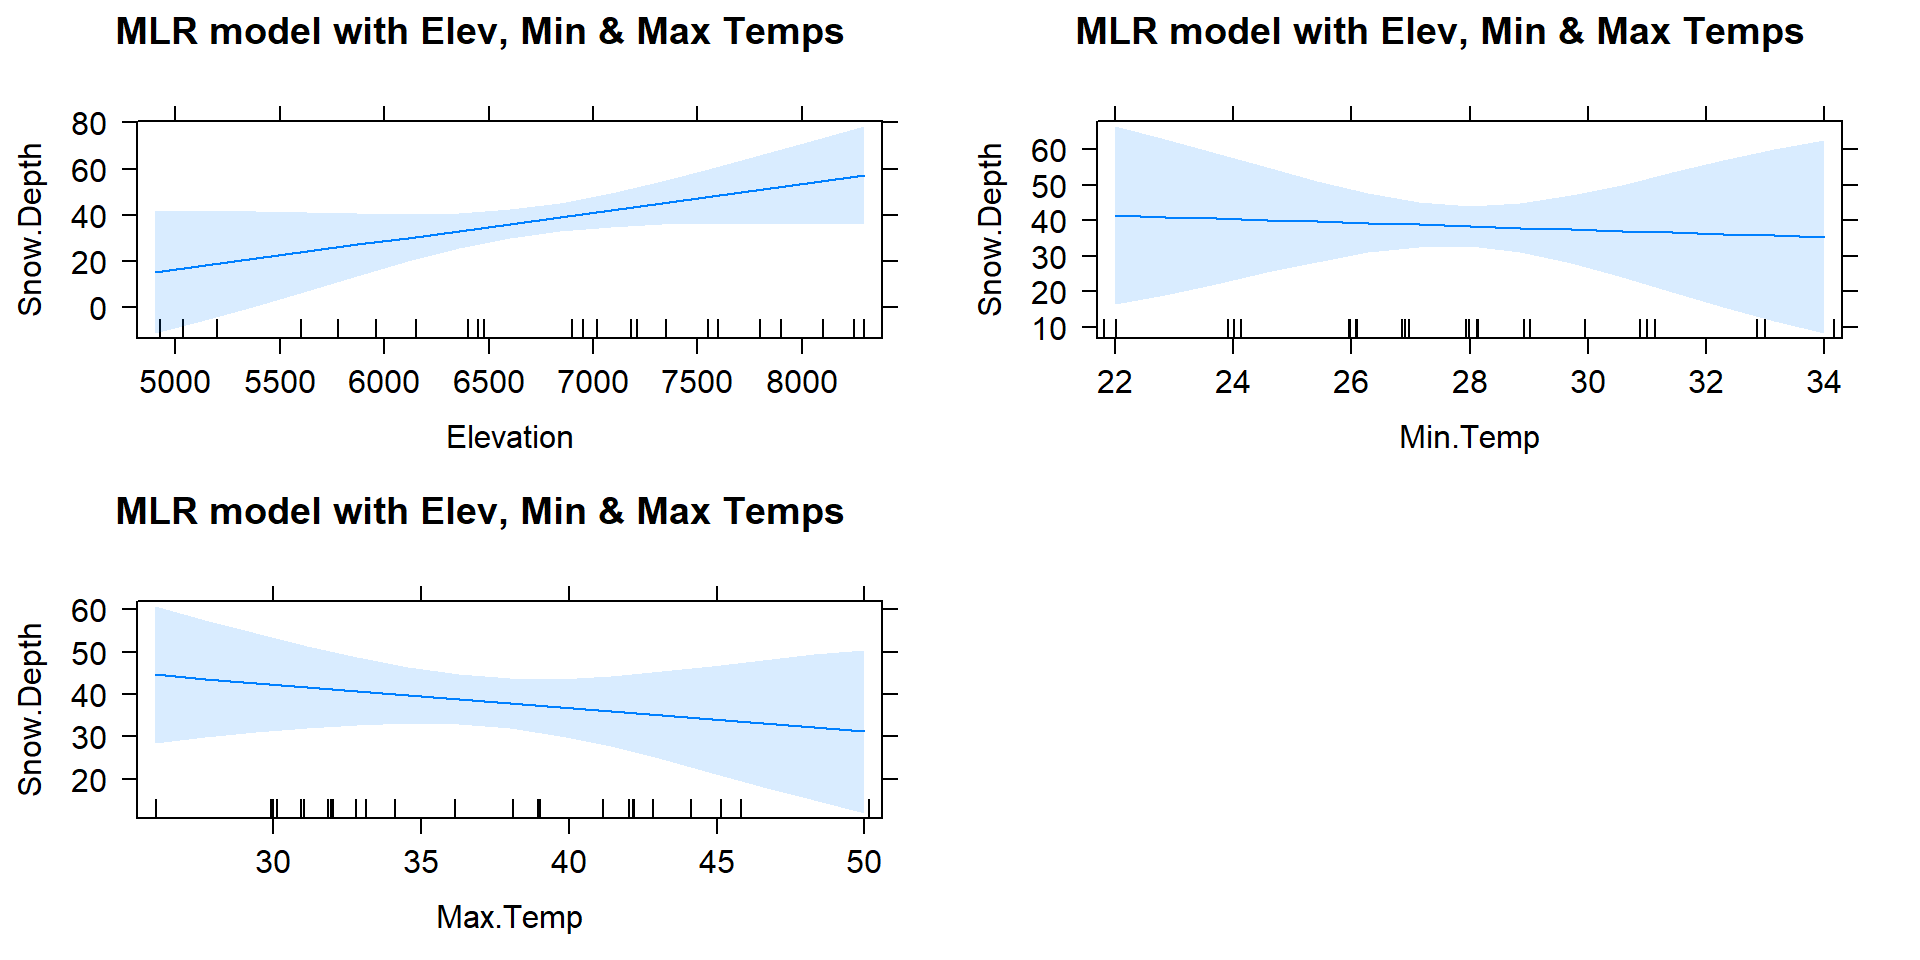 MLR model with Elev, Min & Max Temps
Snow.Depth
80
60
40
20
0
5000 5500 6000 6500 7000 7500 8000
Elevation
MLR model with Elev, Min & Max Temps
Snow.Depth
60
50
40
30
20
10
22 24 26 28 30 32 34
Min.Temp
MLR model with Elev, Min & Max Temps
Snow.Depth
60
50
40
30
20
30 35 40 45 50
Max.Temp